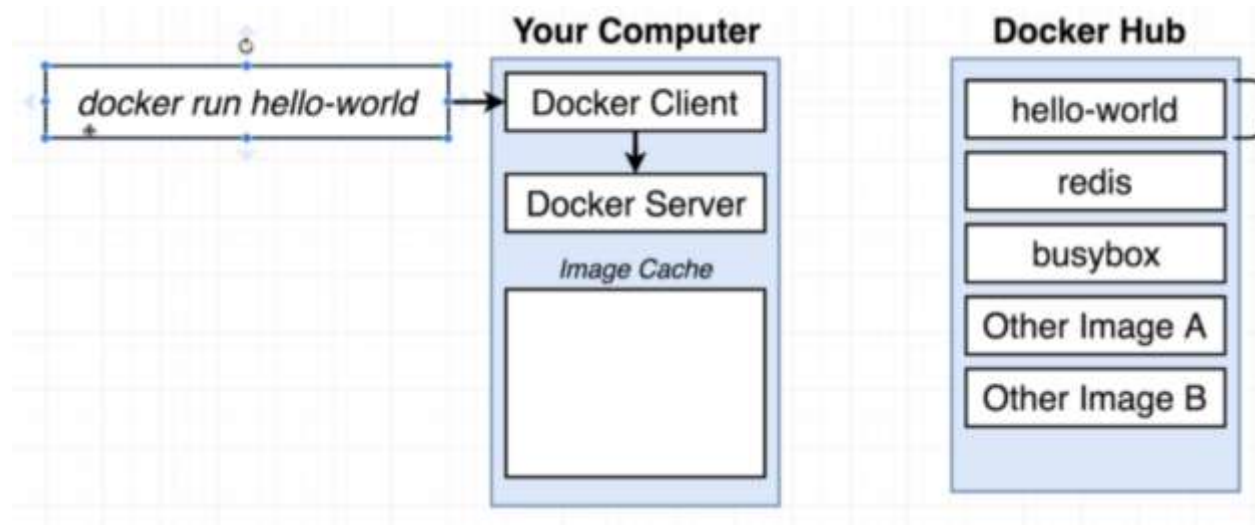 Your Computer
Docker Hub
docker run hello-world
Docker Client
Docker Server
Image Cache
hello-world
redis
busybox
Other Image A
Other Image B